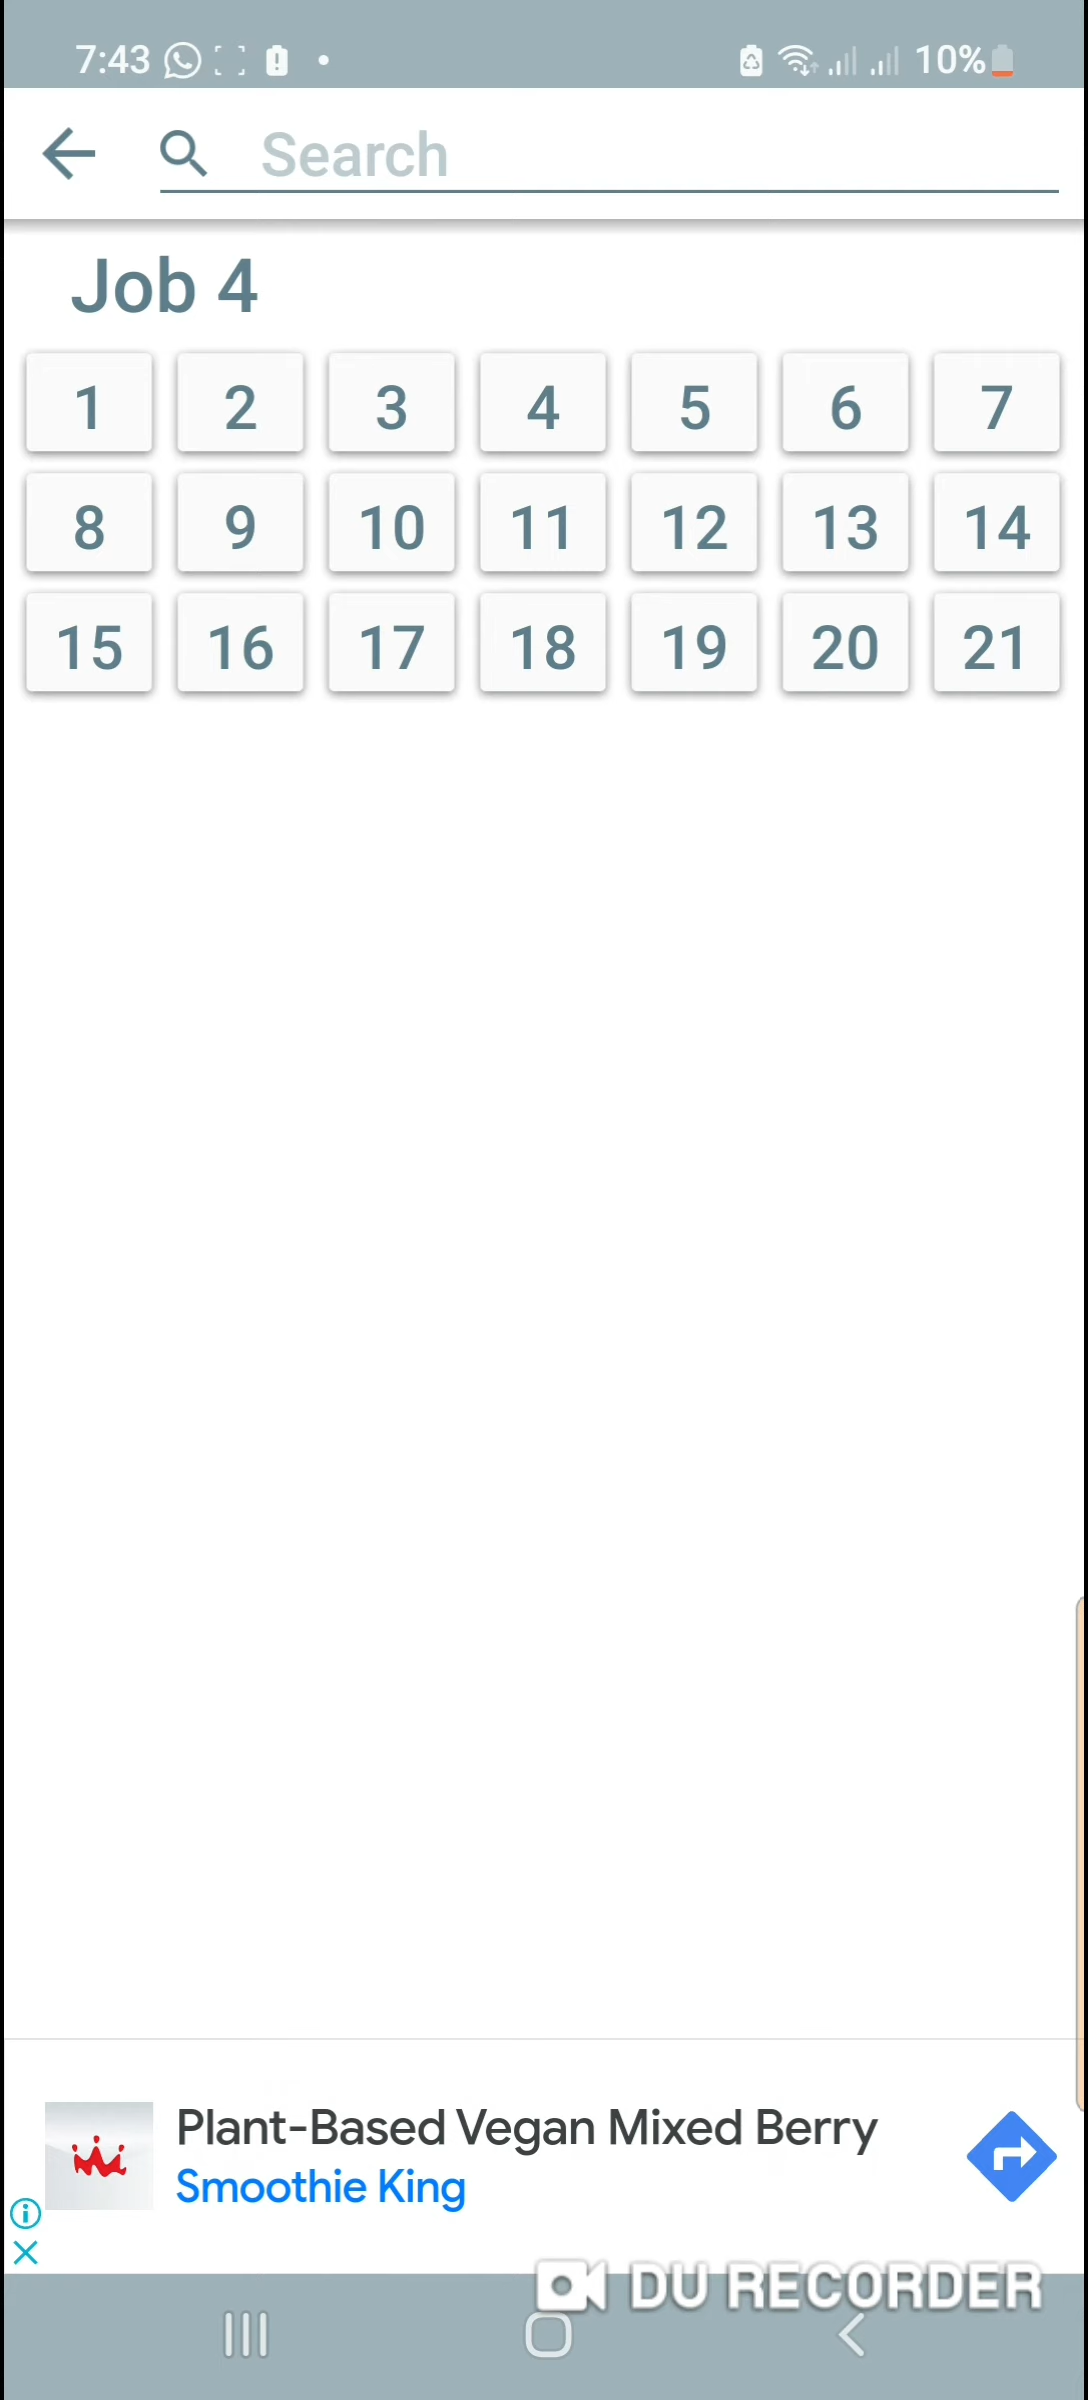 7:43 10%
Search
Job 4
1 2 3 4 5 6 7
8 9 10 11 12 13 14
15 16 17 18 19 20 21
Plant-Based Vegan Mixed Berry
Smoothie King
DU RECORDER